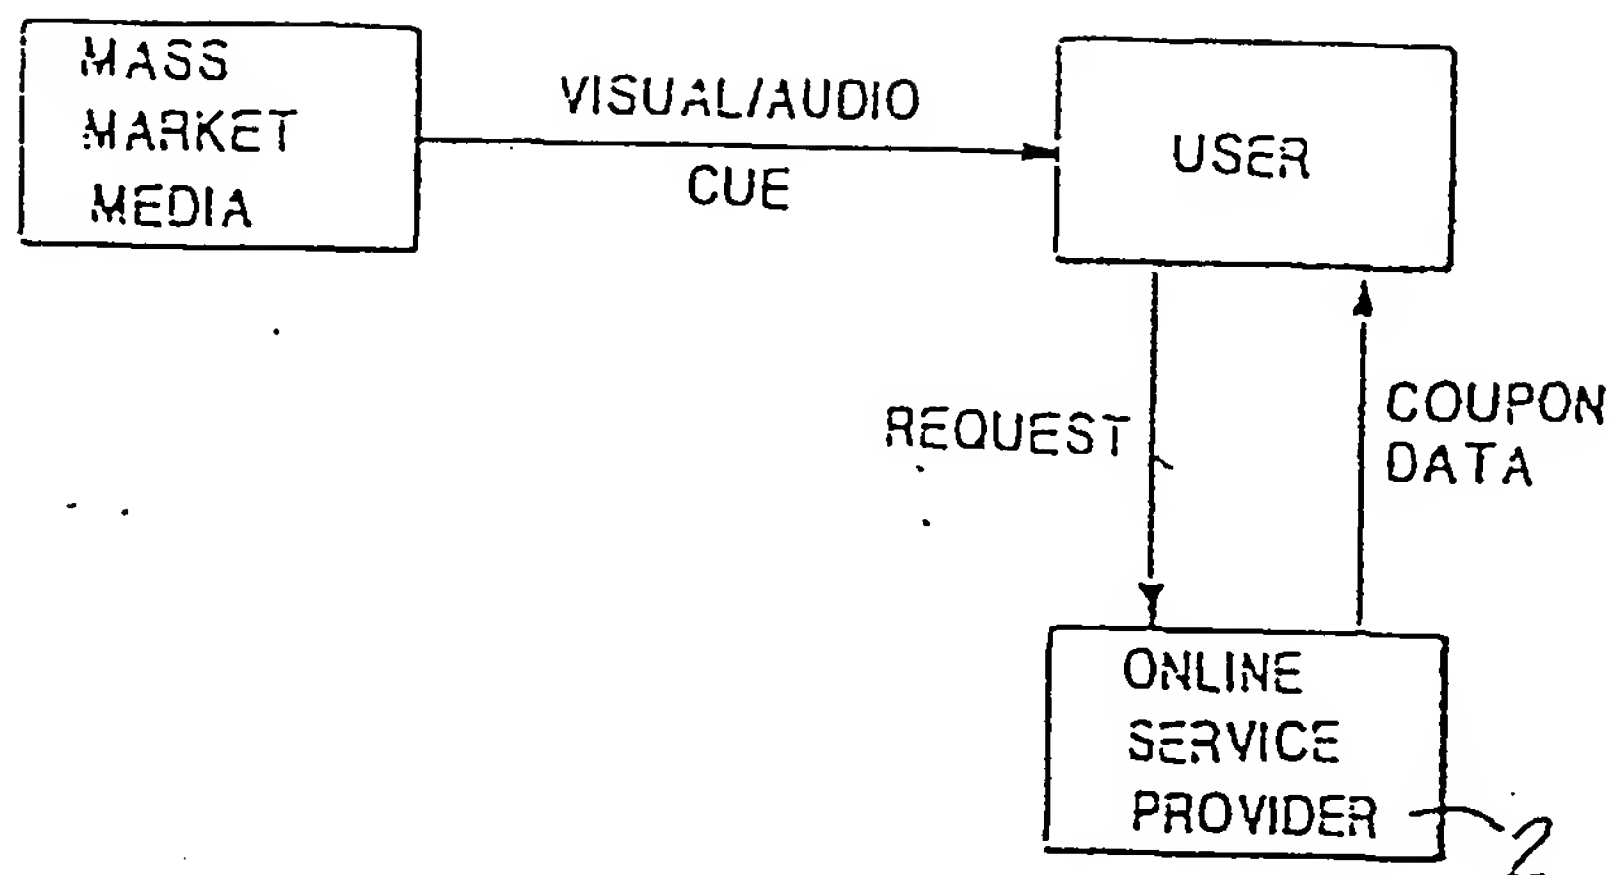 MASS
MARKET
MEDIA
VISUAL/AUDIO
CUE
USER
REQUEST
COUPON
DATA
ONLINE
SERVICE
PROVIDER
2